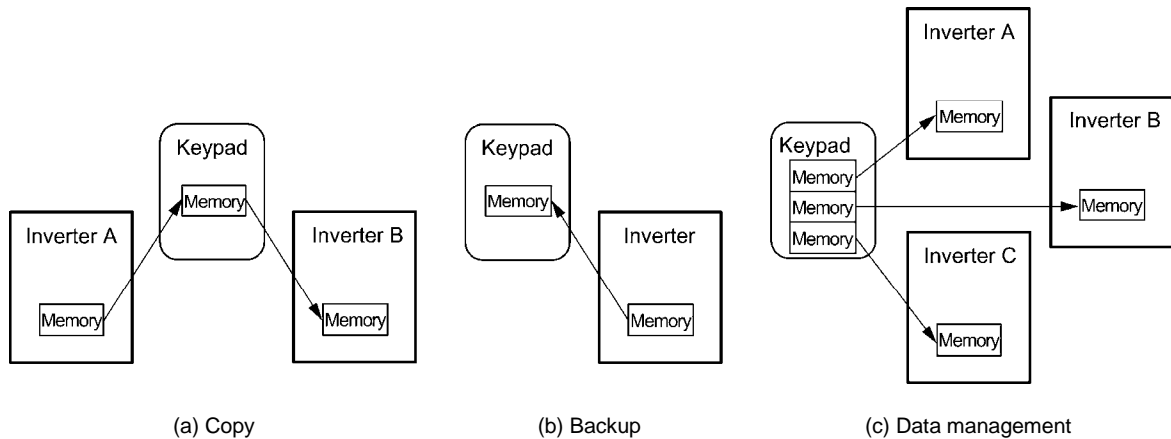 Keypad
Memory
Inverter A
Memory
Inverter B
Memory
(a) Copy
Keypad
Memory
Inverter
Memory
(b) Backup
Inverter A
Memory
Inverter B
Memory
Keypad
Memory
Memory
Memory
Inverter C
Memory
(c) Data management